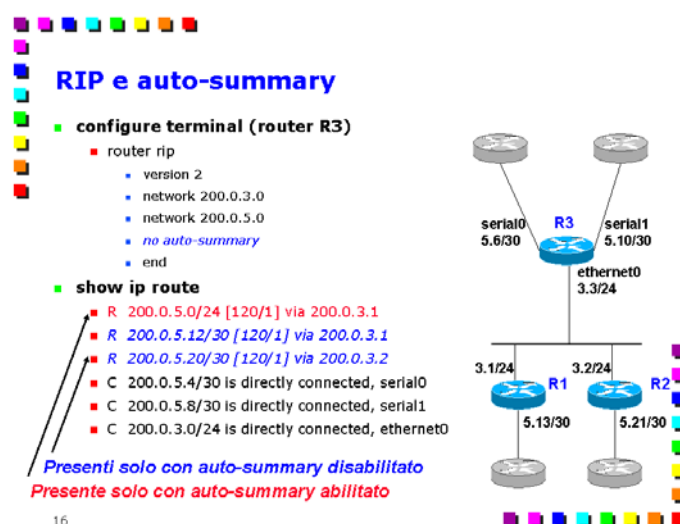 RIP e auto-summary
configure terminal (router R3)
router rip
version 2
network 200.0.3.0
network 200.0.5.0
no auto-summary
end
show ip route
R 200.0.5.0/24 [120/1] via 200.0.3.1
R 200.0.5.12/30 [120/1] via 200.0.3.1
R 200.0.5.20/30 [120/1] via 200.0.3.2
C 200.0.5.4/30 is directly connected, serial0
C 200.0.5.8/30 is directly connected, serial1
C 200.0.3.0/24 is directly connected, ethernet0
Presenti solo con auto-summary disabilitato
Presente solo con auto-summary abilitato
16
serial0
5.6/30
R3
serial1
5.10/30
ethernet0
3.3/24
3.1/24
R1
5.13/30
3.2/24
R2
5.21/30